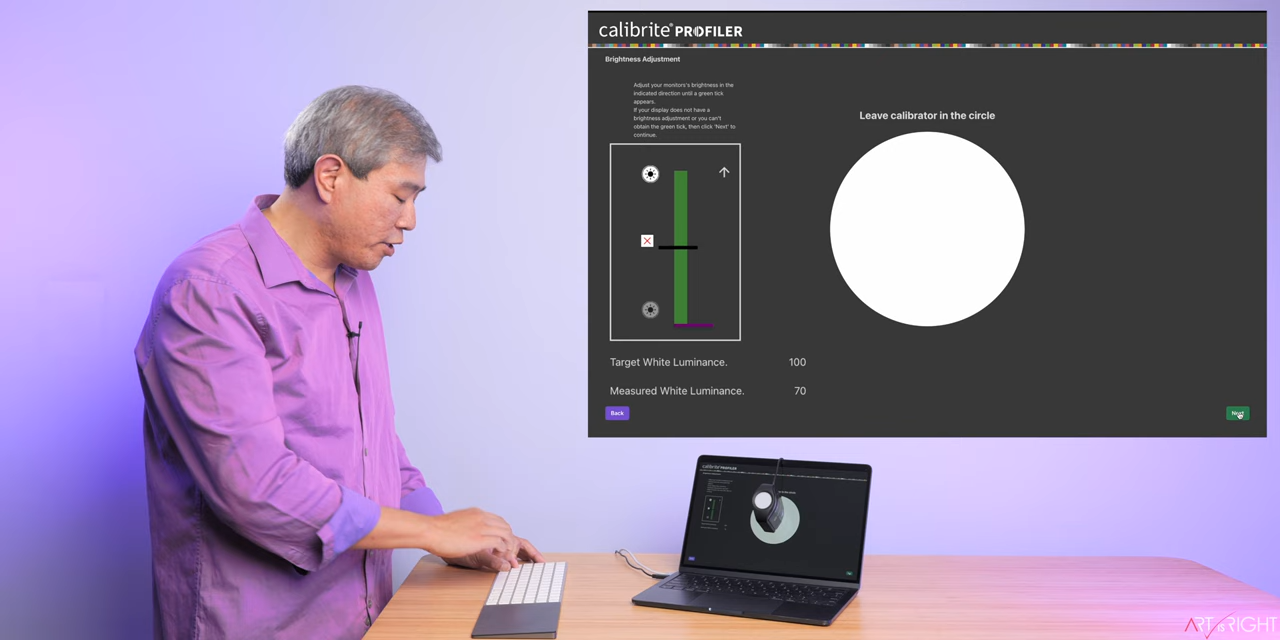 calibrite PROFILER
Brightness Adjustment
Adjust your monitors's brightness in the
indicated direction until a green tick
appears.
If your display does not have a
brightness adjustment or you can't
obtain the green tick, then click 'Next' to
continue.
Leave calibrator in the circle
Target White Luminance. 100
Measured White Luminance. 70
Back
Next
calibrite PROFILER
ART is RIGHT